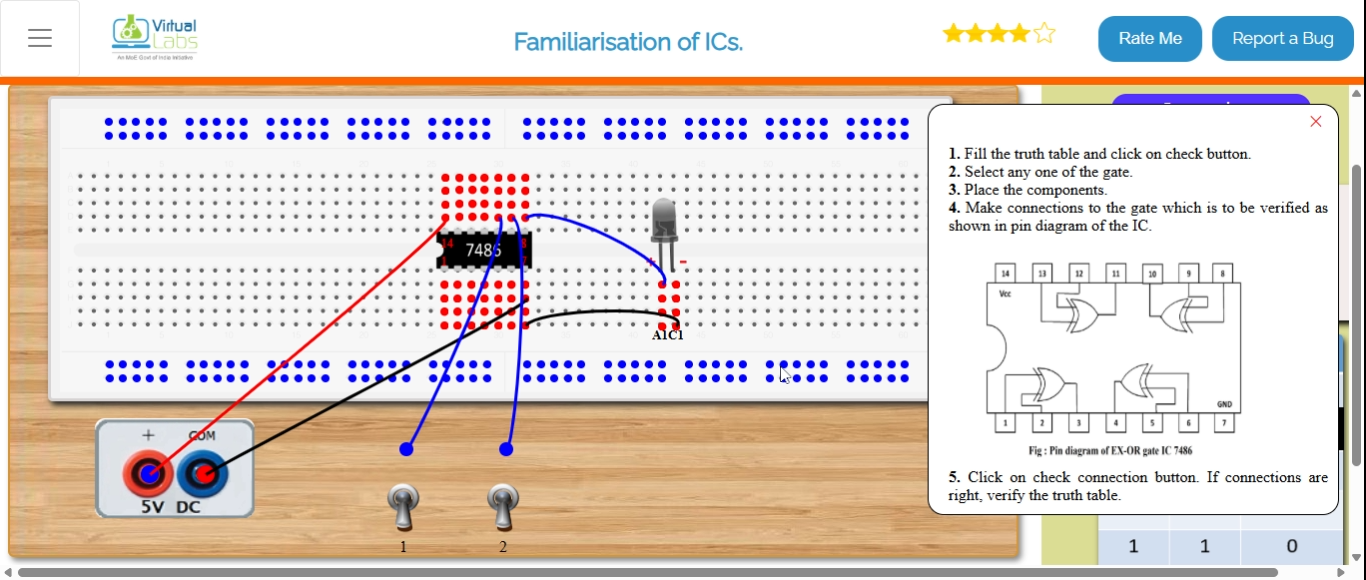 Virtual
Labs
An MoE Govt of India Initiative
Familiarisation of ICs.
Rate Me
Report a Bug
1. Fill the truth table and click on check button.
2. Select any one of the gate.
3. Place the components.
4. Make connections to the gate which is to be verified as
shown in pin diagram of the IC.
14 13 12 11 10 9 8
Vcc
GND
1 2 3 4 5 6 7
Fig : Pin diagram of EX-OR gate IC 7486
5. Click on check connection button. If connections are
right, verify the truth table.
14 8
7486
1 7
+ -
A1C1
+ COM
5V DC
1 2
1 1 0